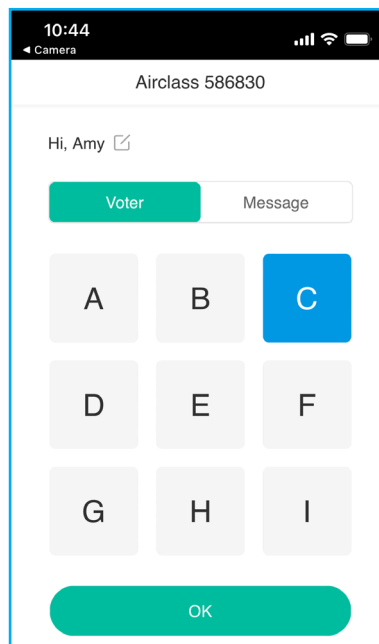 10:44
◀ Camera
Airclass 586830
Hi, Amy
Voter Message
A B C
D E F
G H I
OK